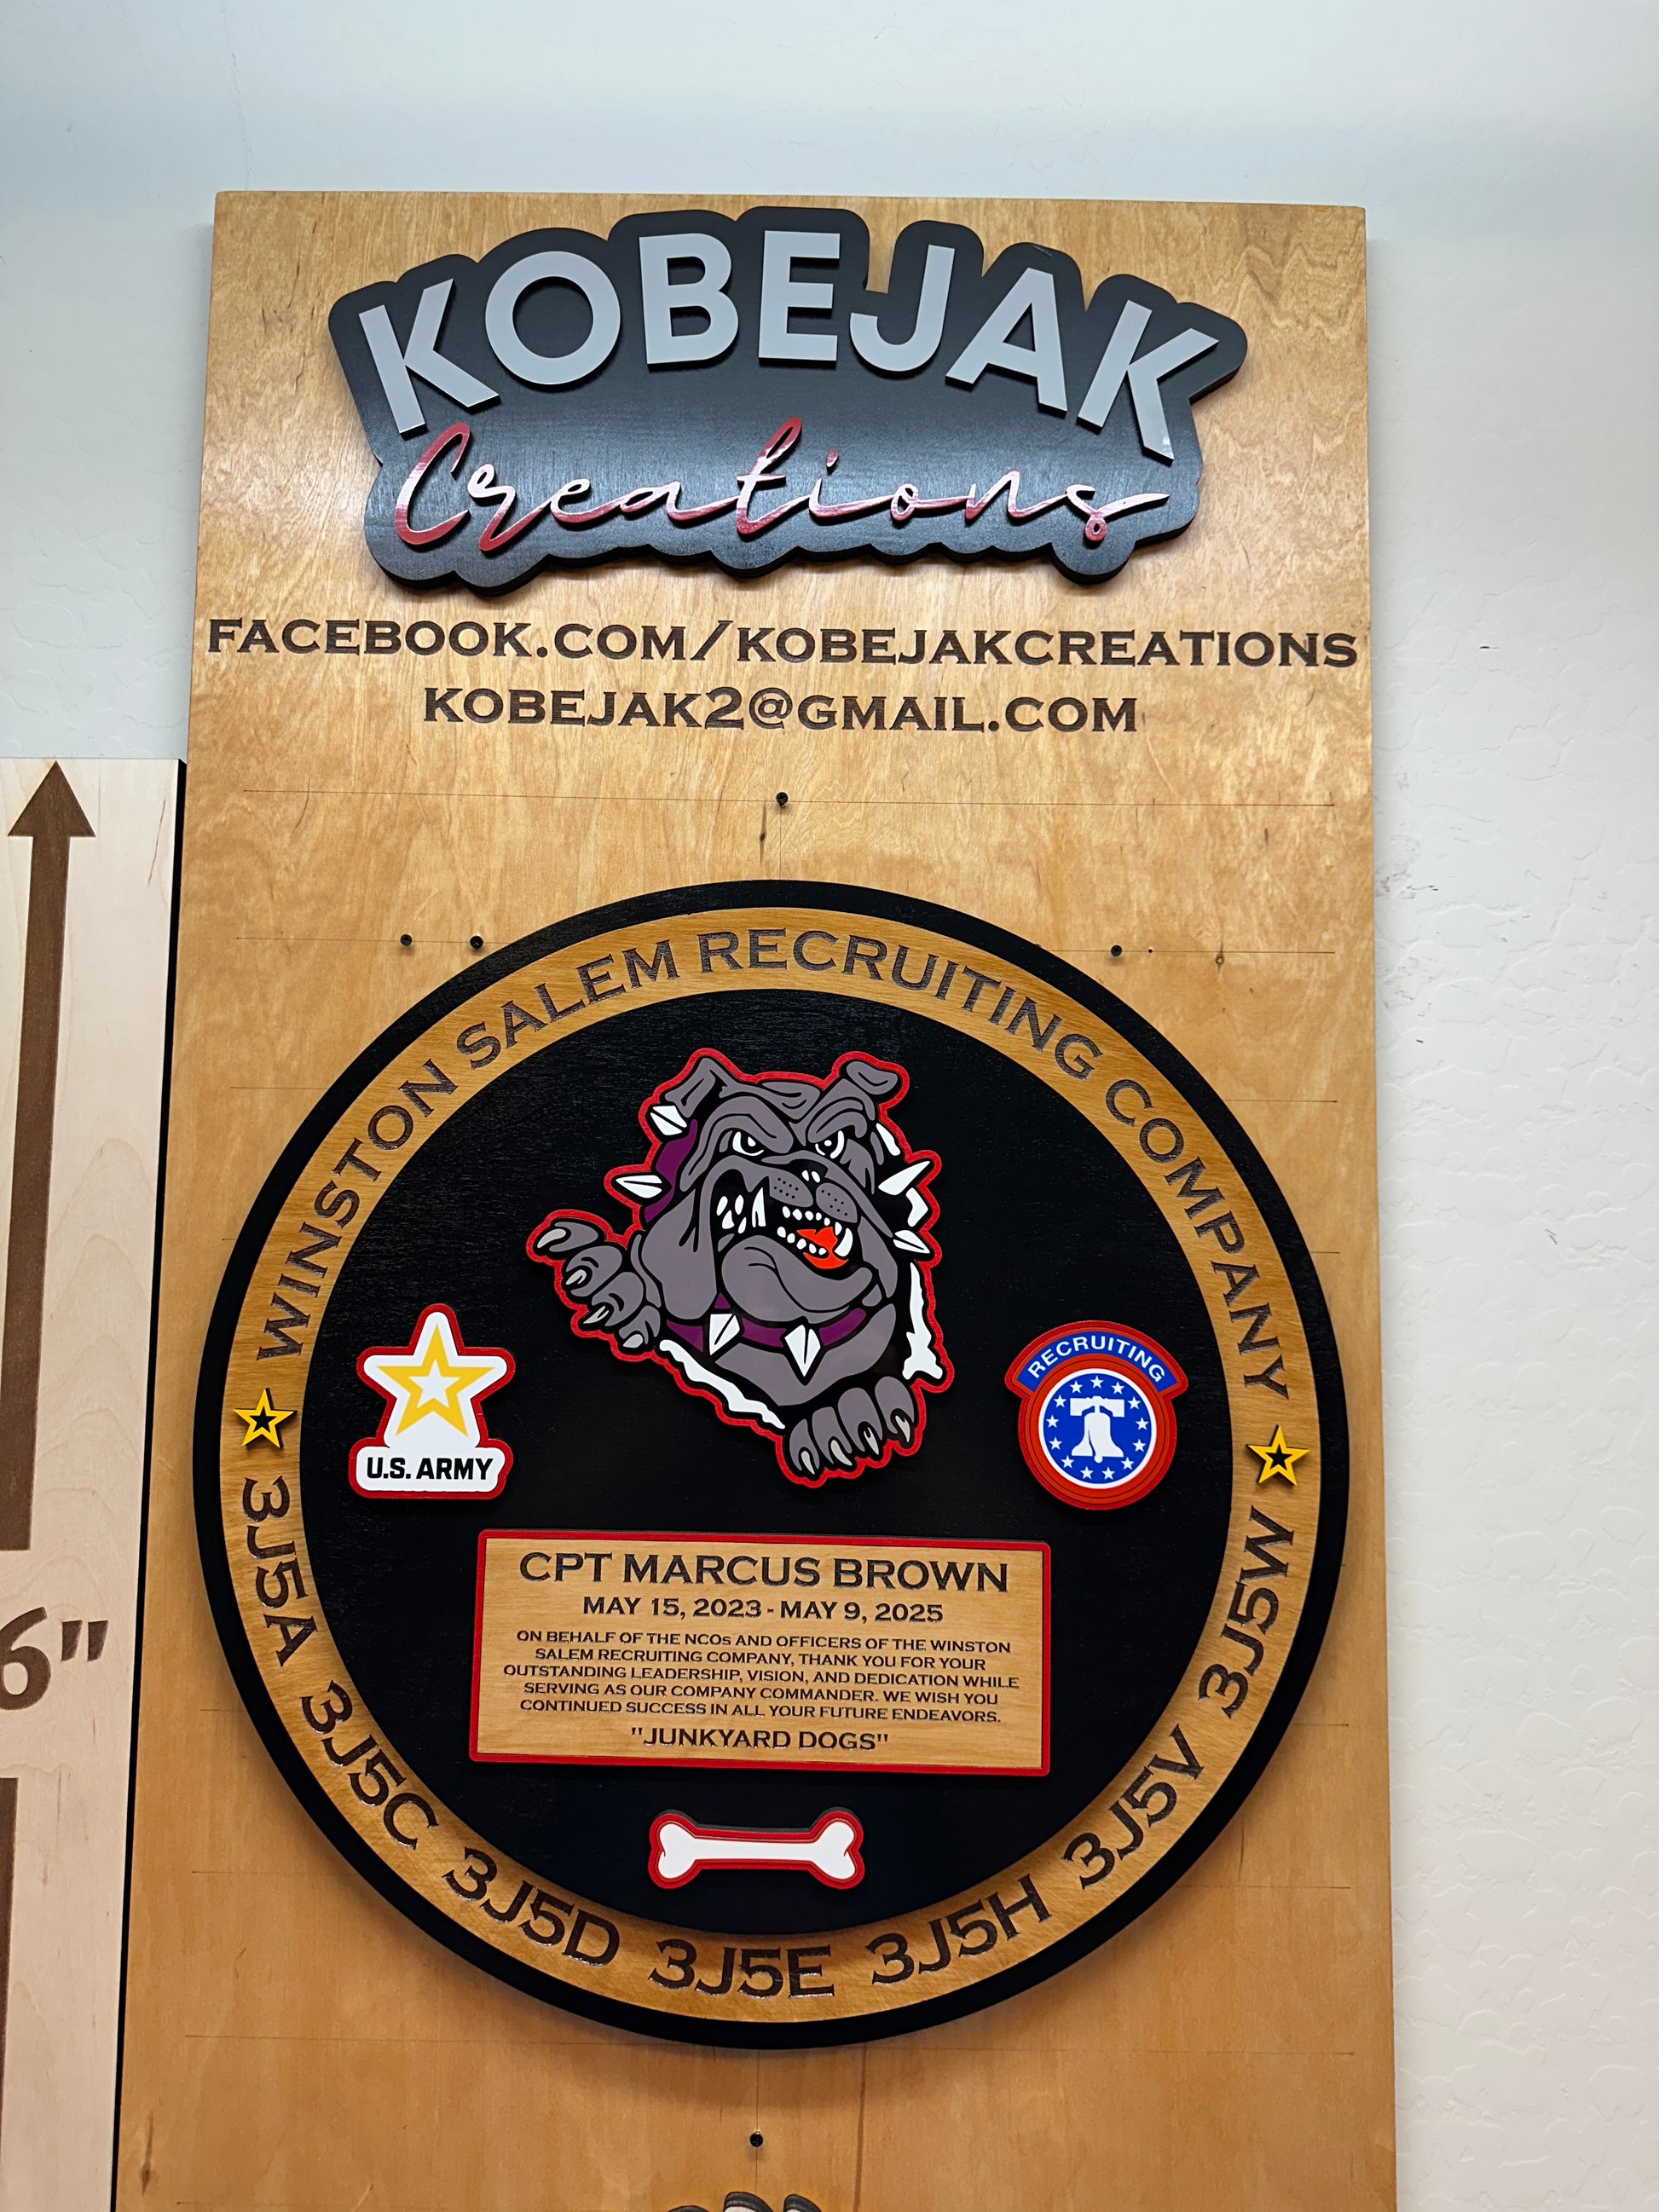 KOBEJAK
Creations
FACEBOOK.COM/KOBEJAKCREATIONS
KOBEJAK2@GMAIL.COM
WINSTON SALEM RECRUITING COMPANY
RECRUITING
U.S. ARMY
CPT MARCUS BROWN
MAY 15, 2023 - MAY 9, 2025
ON BEHALF OF THE NCOs AND OFFICERS OF THE WINSTON
SALEM RECRUITING COMPANY, THANK YOU FOR YOUR
OUTSTANDING LEADERSHIP, VISION, AND DEDICATION WHILE
SERVING AS OUR COMPANY COMMANDER. WE WISH YOU
CONTINUED SUCCESS IN ALL YOUR FUTURE ENDEAVORS.
"JUNKYARD DOGS"
3J5A 3J5C 3J5D 3J5E 3J5H 3J5V 3J5W
6"